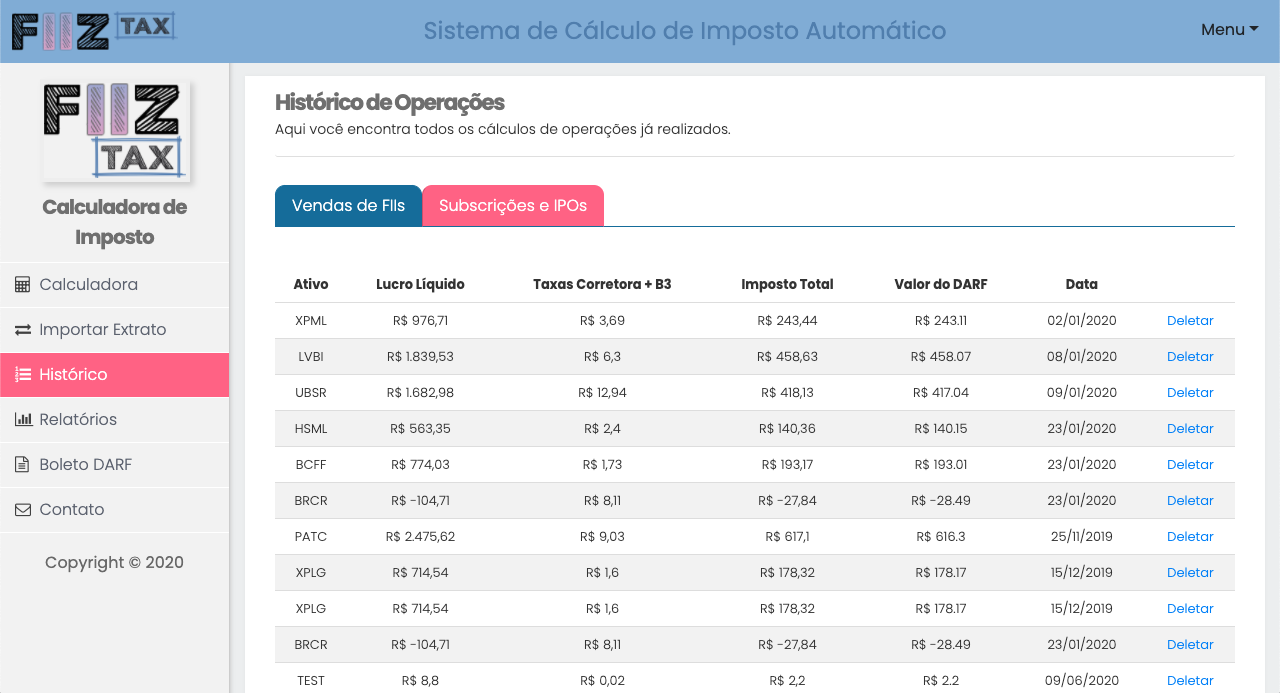 FIIZ TAX
Sistema de Cálculo de Imposto Automático
Menu
FIIZ
TAX
Calculadora de
Imposto
Calculadora
Importar Extrato
Histórico
Relatórios
Boleto DARF
Contato
Copyright © 2020
Histórico de Operações
Aqui você encontra todos os cálculos de operações já realizados.
Vendas de FIIs Subscrições e IPOs
Ativo Lucro Líquido Taxas Corretora + B3 Imposto Total Valor do DARF Data
XPML R$ 976,71 R$ 3,69 R$ 243,44 R$ 243.11 02/01/2020 Deletar
LVBI R$ 1.839,53 R$ 6,3 R$ 458,63 R$ 458.07 08/01/2020 Deletar
UBSR R$ 1.682,98 R$ 12,94 R$ 418,13 R$ 417.04 09/01/2020 Deletar
HSML R$ 563,35 R$ 2,4 R$ 140,36 R$ 140.15 23/01/2020 Deletar
BCFF R$ 774,03 R$ 1,73 R$ 193,17 R$ 193.01 23/01/2020 Deletar
BRCR R$ -104,71 R$ 8,11 R$ -27,84 R$ -28.49 23/01/2020 Deletar
PATC R$ 2.475,62 R$ 9,03 R$ 617,1 R$ 616.3 25/11/2019 Deletar
XPLG R$ 714,54 R$ 1,6 R$ 178,32 R$ 178.17 15/12/2019 Deletar
XPLG R$ 714,54 R$ 1,6 R$ 178,32 R$ 178.17 15/12/2019 Deletar
BRCR R$ -104,71 R$ 8,11 R$ -27,84 R$ -28.49 23/01/2020 Deletar
TEST R$ 8,8 R$ 0,02 R$ 2,2 R$ 2.2 09/06/2020 Deletar